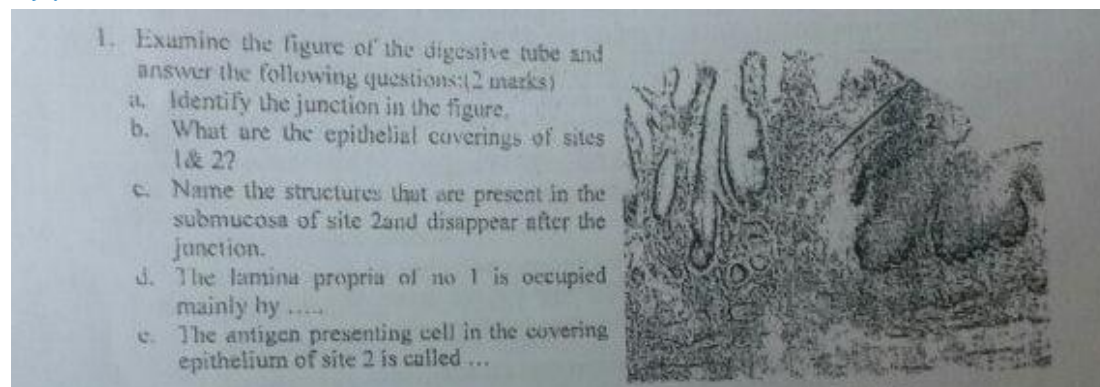 1. Examine the figure of the digestive tube and
answer the following questions:(2 marks)
a. Identify the junction in the figure.
b. What are the epithelial coverings of sites
1& 2?
c. Name the structures that are present in the
submucosa of site 2and disappear after the
junction.
d. The lamina propria of no 1 is occupied
mainly by .....
e. The antigen presenting cell in the covering
epithelium of site 2 is called ...
2